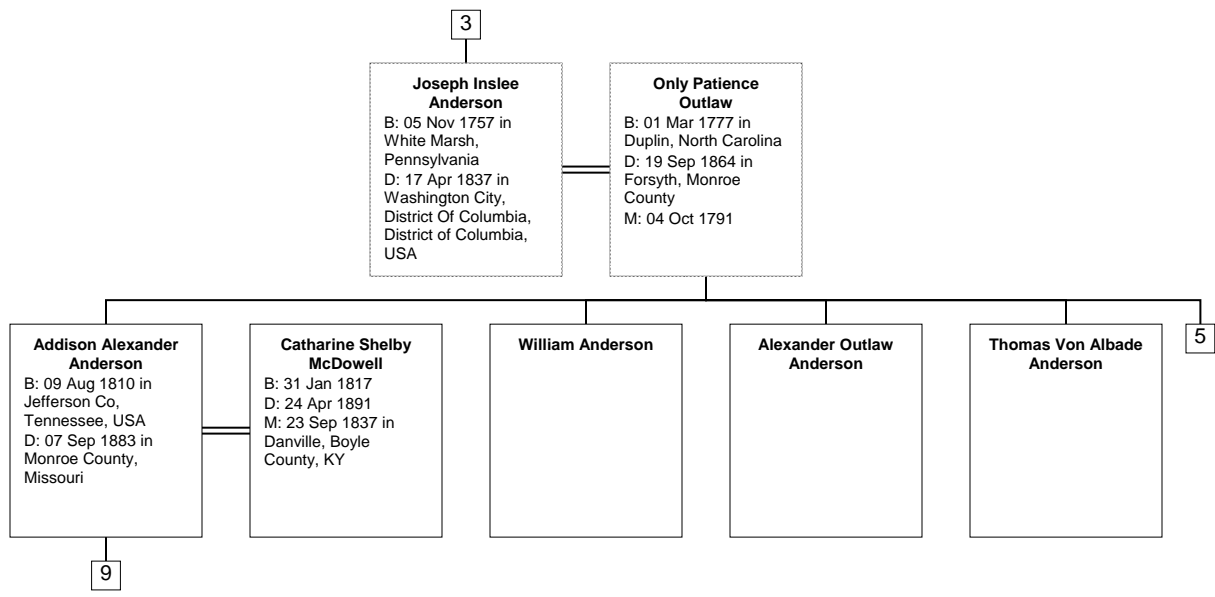 3
Joseph Inslee
Anderson
B: 05 Nov 1757 in
White Marsh,
Pennsylvania
D: 17 Apr 1837 in
Washington City,
District Of Columbia,
District of Columbia,
USA
Only Patience
Outlaw
B: 01 Mar 1777 in
Duplin, North Carolina
D: 19 Sep 1864 in
Forsyth, Monroe
County
M: 04 Oct 1791
Addison Alexander
Anderson
B: 09 Aug 1810 in
Jefferson Co,
Tennessee, USA
D: 07 Sep 1883 in
Monroe County,
Missouri
Catharine Shelby
McDowell
B: 31 Jan 1817
D: 24 Apr 1891
M: 23 Sep 1837 in
Danville, Boyle
County, KY
William Anderson
Alexander Outlaw
Anderson
Thomas Von Albade
Anderson
5
9